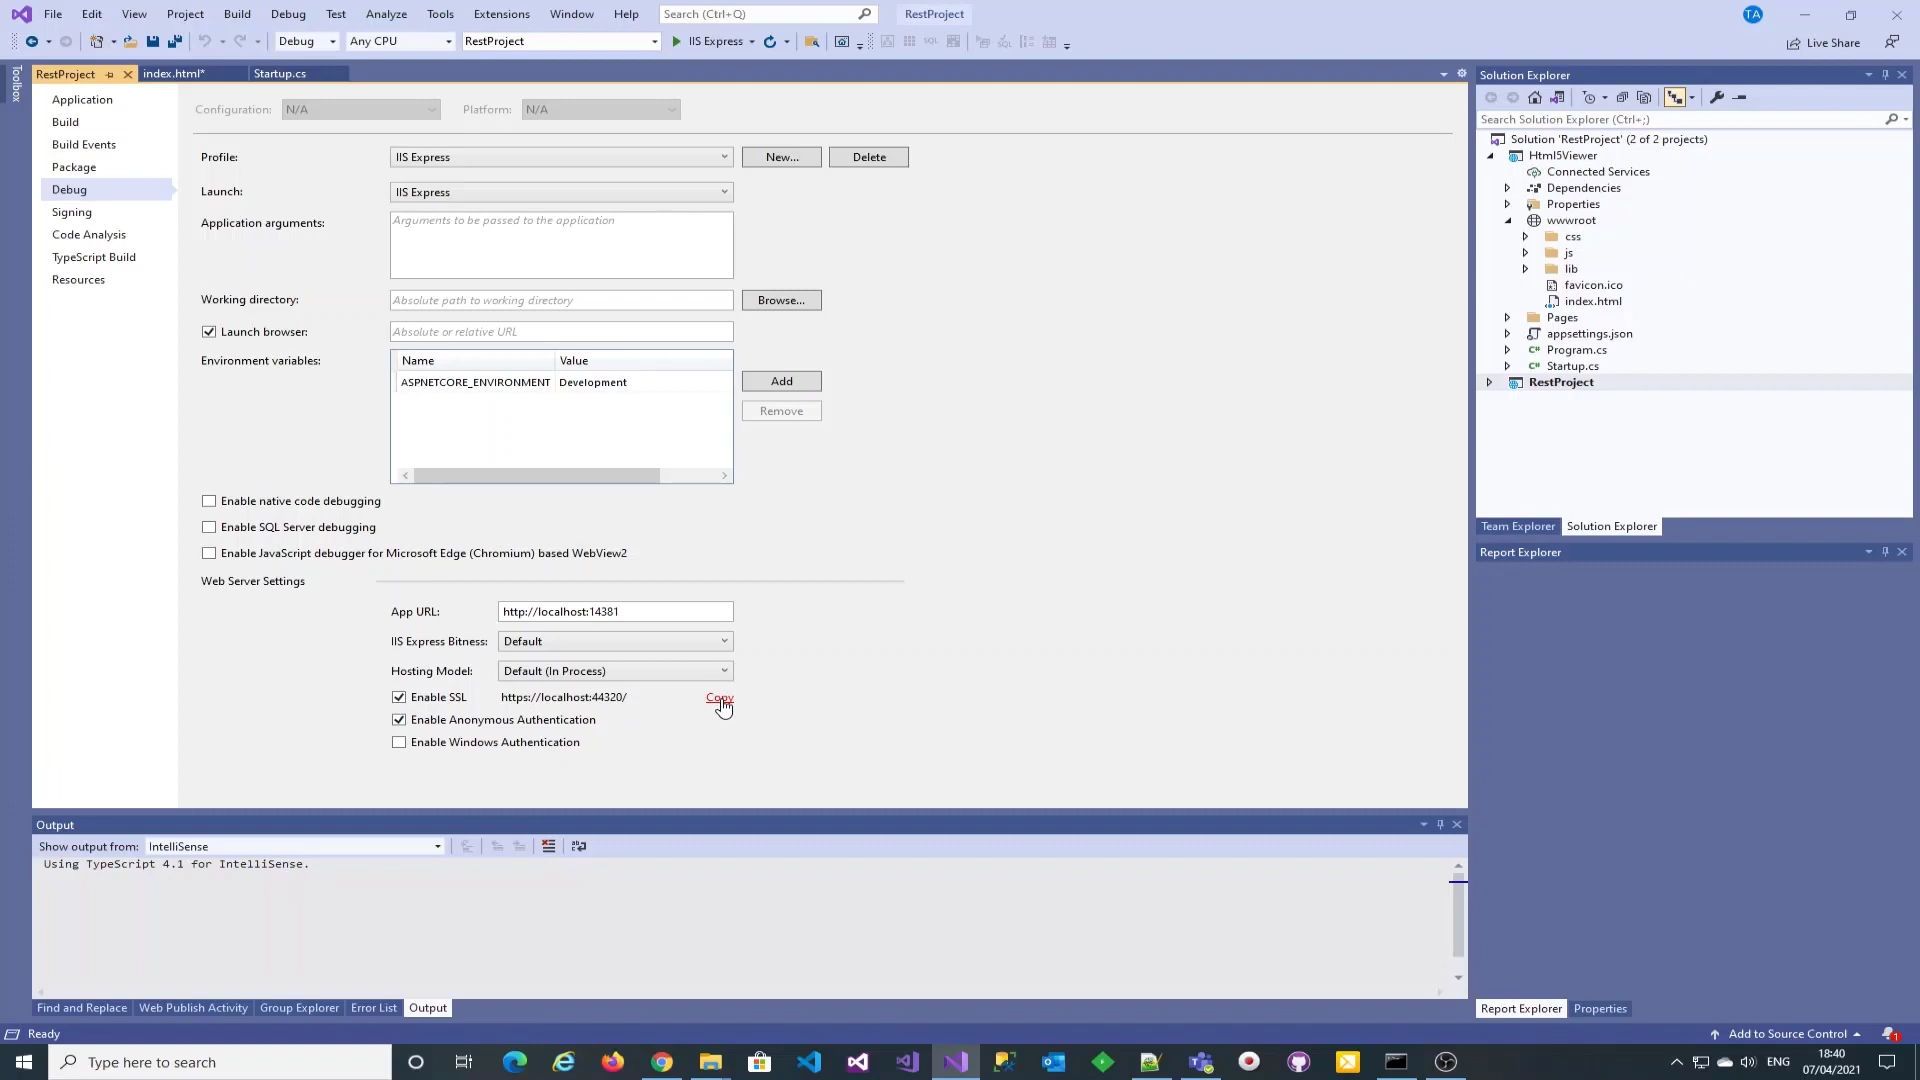 File Edit View Project Build Debug Test Analyze Tools Extensions Window Help Search (Ctrl+Q) RestProject TA
Debug Any CPU RestProject IIS Express Live Share
Toolbox
RestProject index.html* Startup.cs
Application
Build
Build Events
Package
Debug
Signing
Code Analysis
TypeScript Build
Resources
Configuration: N/A Platform: N/A
Profile: IIS Express New... Delete
Launch: IIS Express
Application arguments: Arguments to be passed to the application
Working directory: Absolute path to working directory Browse...
Launch browser: Absolute or relative URL
Environment variables: Name Value
ASPNETCORE_ENVIRONMENT Development
Add
Remove
Enable native code debugging
Enable SQL Server debugging
Enable JavaScript debugger for Microsoft Edge (Chromium) based WebView2
Web Server Settings
App URL: http://localhost:14381
IIS Express Bitness: Default
Hosting Model: Default (In Process)
Enable SSL https://localhost:44320/ Copy
Enable Anonymous Authentication
Enable Windows Authentication
Solution Explorer
Search Solution Explorer (Ctrl+;)
Solution 'RestProject' (2 of 2 projects)
Html5Viewer
Connected Services
Dependencies
Properties
wwwroot
css
js
lib
favicon.ico
index.html
Pages
appsettings.json
C# Program.cs
C# Startup.cs
RestProject
Team Explorer Solution Explorer
Report Explorer
Report Explorer Properties
Output
Show output from: IntelliSense
Using TypeScript 4.1 for IntelliSense.
Find and Replace Web Publish Activity Group Explorer Error List Output
Ready Add to Source Control 1
Type here to search ENG 18:40
07/04/2021